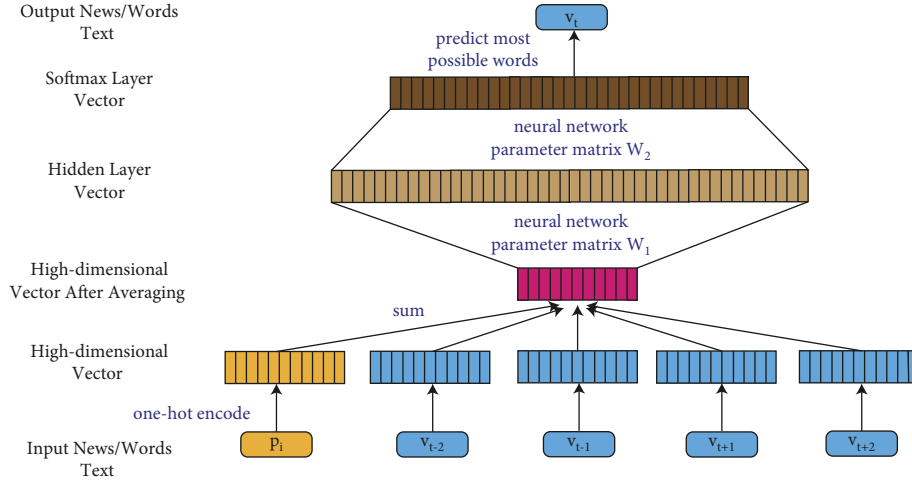 Output News/Words
Text
v_t
predict most
possible words
Softmax Layer
Vector
neural network
parameter matrix W_2
Hidden Layer
Vector
neural network
parameter matrix W_1
High-dimensional
Vector After Averaging
sum
High-dimensional
Vector
one-hot encode
Input News/Words
Text
p_i
v_t-2
v_t-1
v_t+1
v_t+2